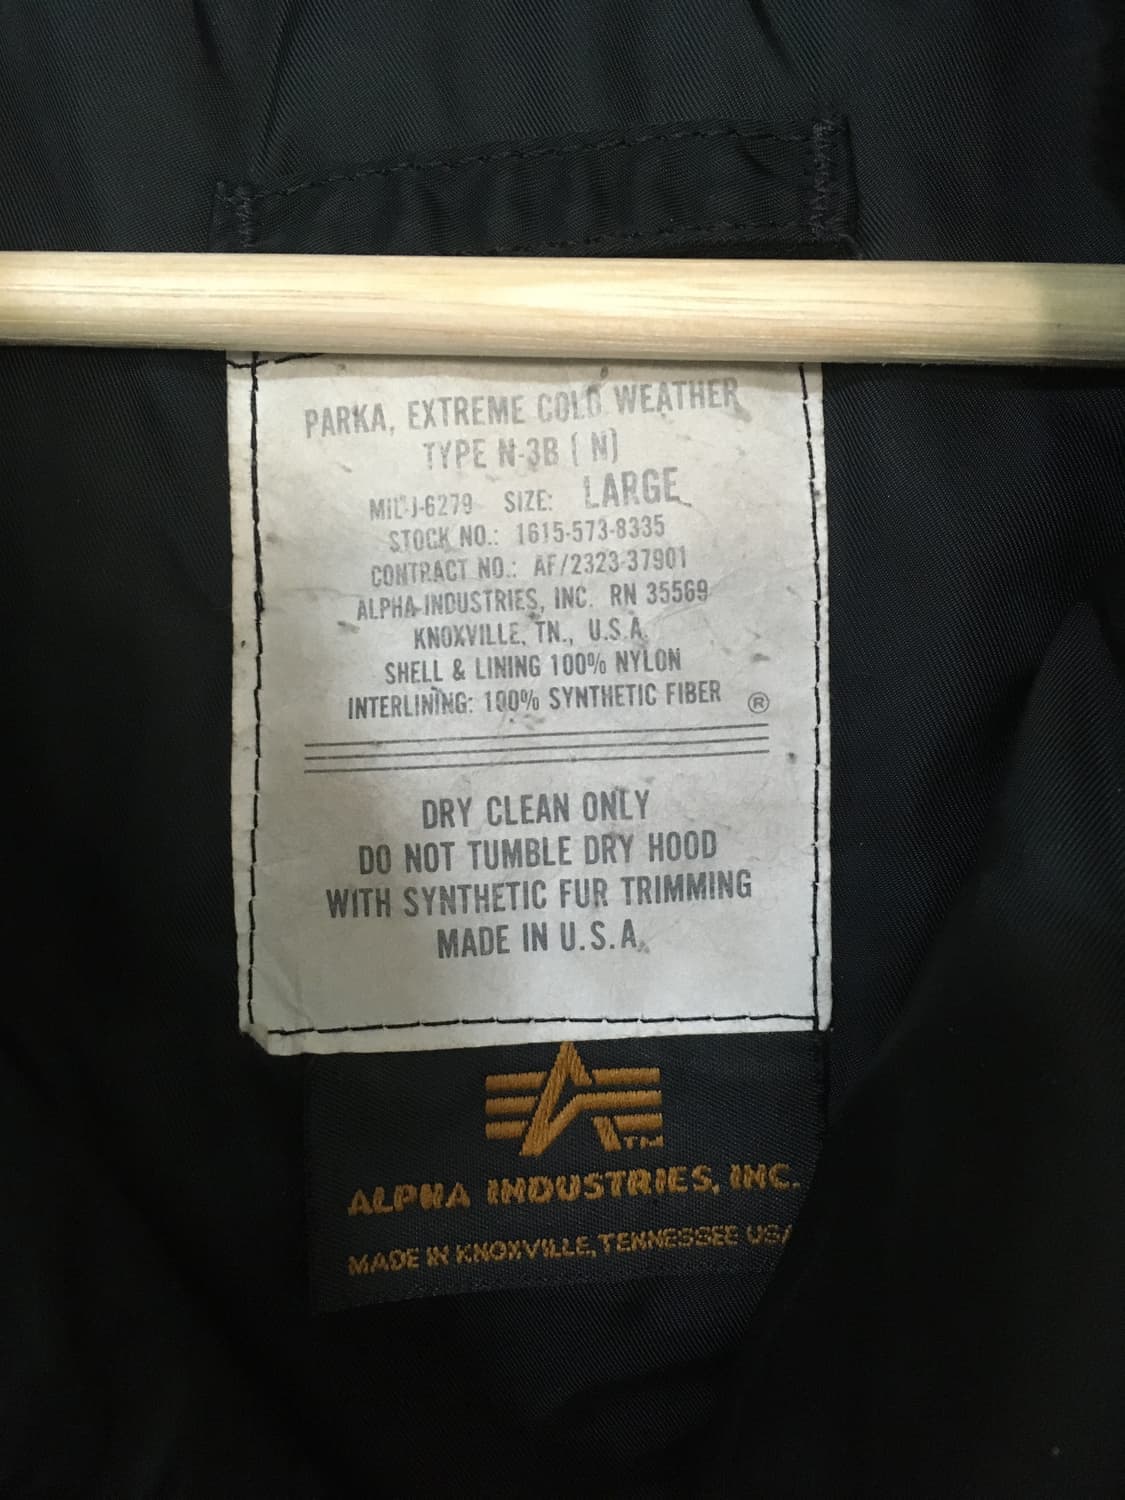 PARKA, EXTREME COLD WEATHER
TYPE N-3B ( N)
MIL-J-6279 SIZE: LARGE
STOCK NO.: 1615-573-8335
CONTRACT NO.: AF/2323-37901
ALPHA INDUSTRIES, INC. RN 35569
KNOXVILLE, TN., U.S.A.
SHELL & LINING 100% NYLON
INTERLINING: 100% SYNTHETIC FIBER ®
DRY CLEAN ONLY
DO NOT TUMBLE DRY HOOD
WITH SYNTHETIC FUR TRIMMING
MADE IN U.S.A.
TM
ALPHA INDUSTRIES, INC.
MADE IN KNOXVILLE, TENNESSEE USA